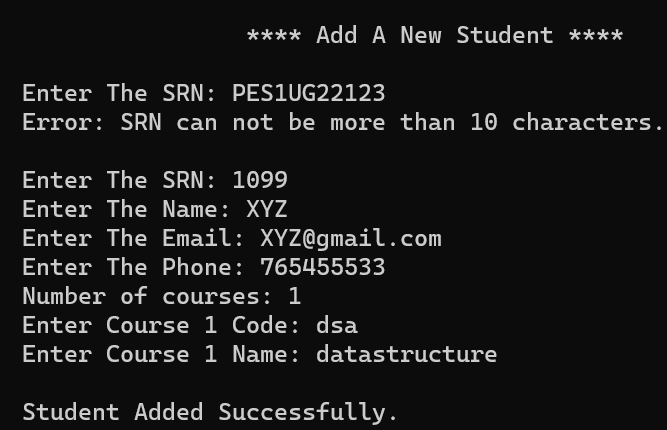 **** Add A New Student ****
Enter The SRN: PES1UG22123
Error: SRN can not be more than 10 characters.
Enter The SRN: 1099
Enter The Name: XYZ
Enter The Email: XYZ@gmail.com
Enter The Phone: 765455533
Number of courses: 1
Enter Course 1 Code: dsa
Enter Course 1 Name: datastructure
Student Added Successfully.